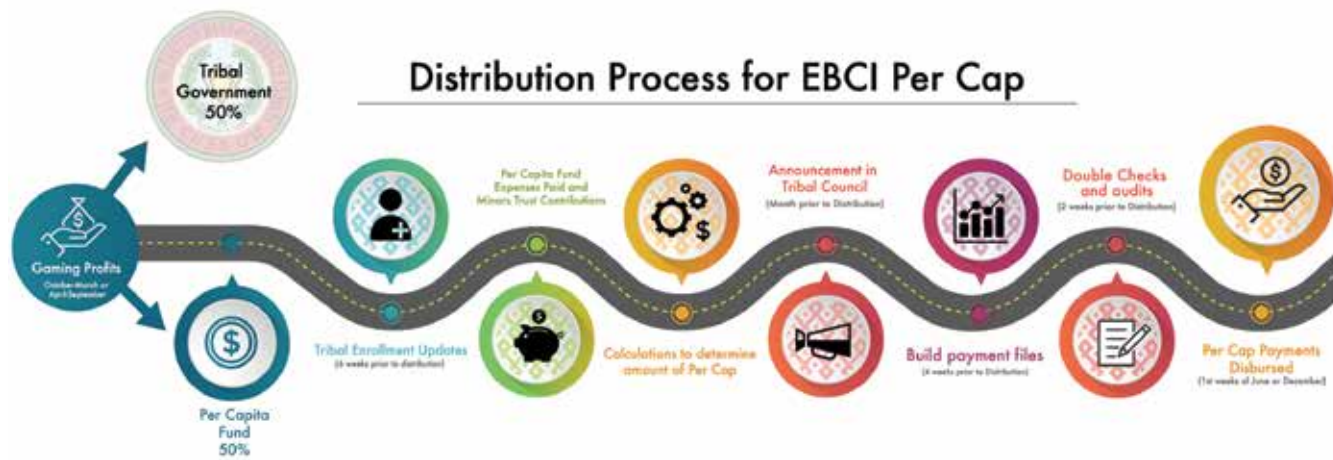 Distribution Process for EBCI Per Cap
Tribal
Government
50%
Gaming Profits
October-March or
April-September
Per Capita
Fund
50%
Tribal Enrollment Updates
(6 weeks prior to distribution)
Per Capita Fund
Expenses Paid and
Minors Trust Contributions
Calculations to determine
amount of Per Cap
Announcement in
Tribal Council
(Month prior to Distribution)
Build payment files
(4 weeks prior to Distribution)
Double Checks
and audits
(2 weeks prior to Distribution)
Per Cap Payments
Disbursed
(1st weeks of June or December)